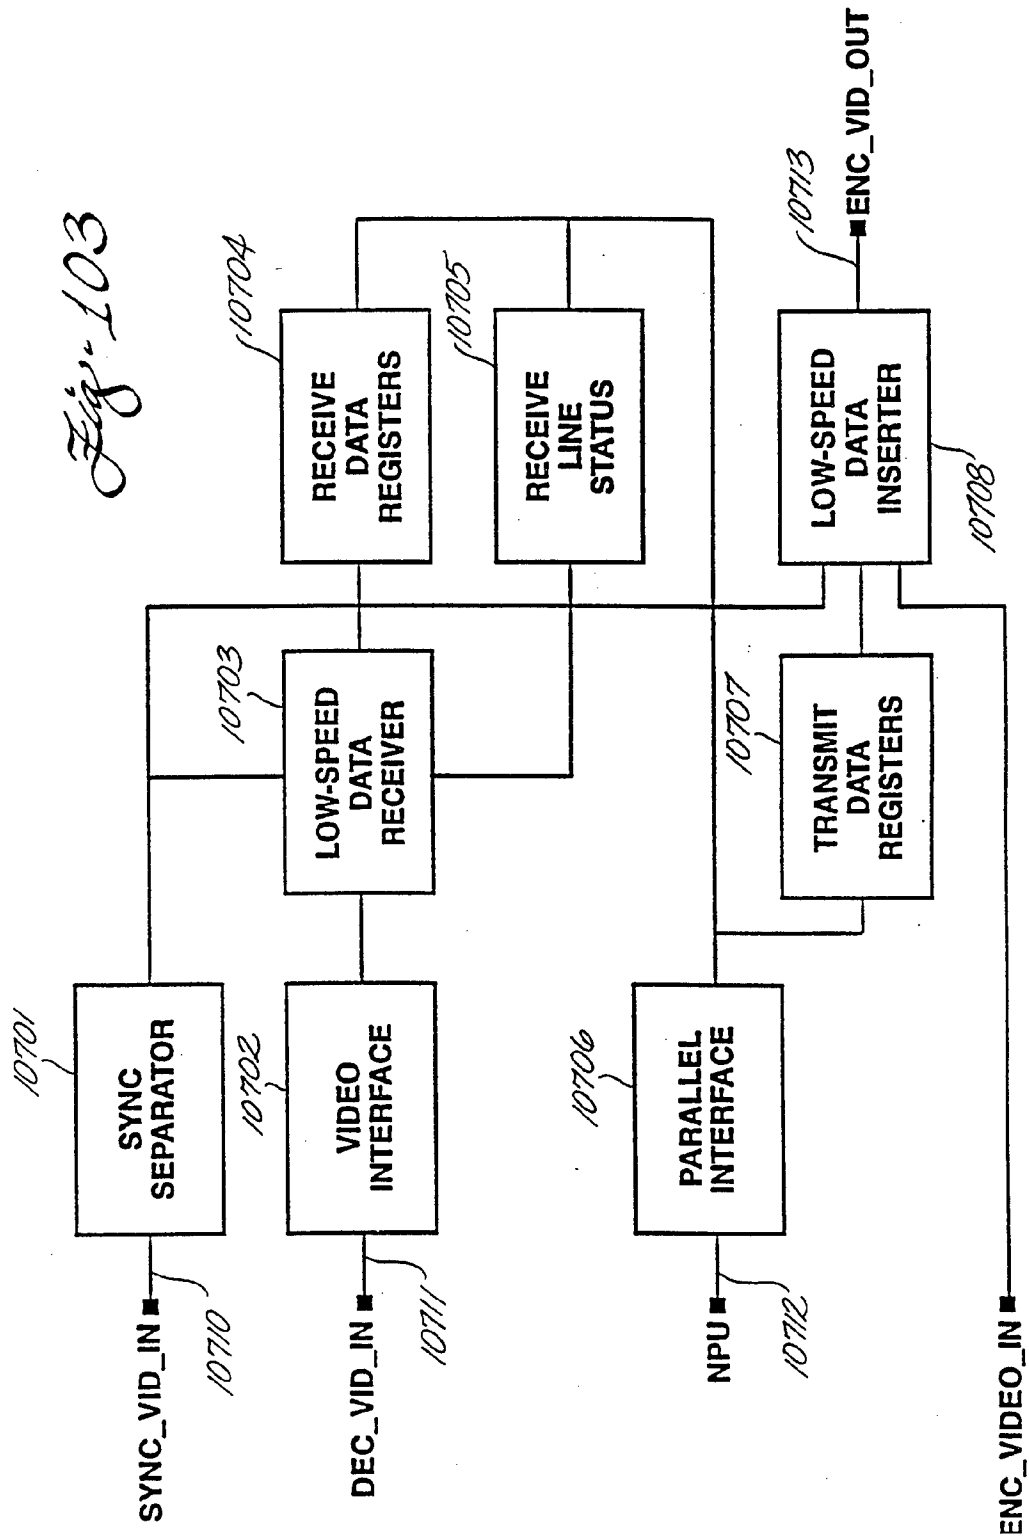 Fig. 103
SYNC_VID_IN
10710
10701
SYNC
SEPARATOR
DEC_VID_IN
10711
10702
VIDEO
INTERFACE
10703
LOW-SPEED
DATA
RECEIVER
10704
RECEIVE
DATA
REGISTERS
10705
RECEIVE
LINE
STATUS
NPU
10712
10706
PARALLEL
INTERFACE
10707
TRANSMIT
DATA
REGISTERS
LOW-SPEED
DATA
INSERTER
10708
10713
ENC_VID_OUT
ENC_VIDEO_IN